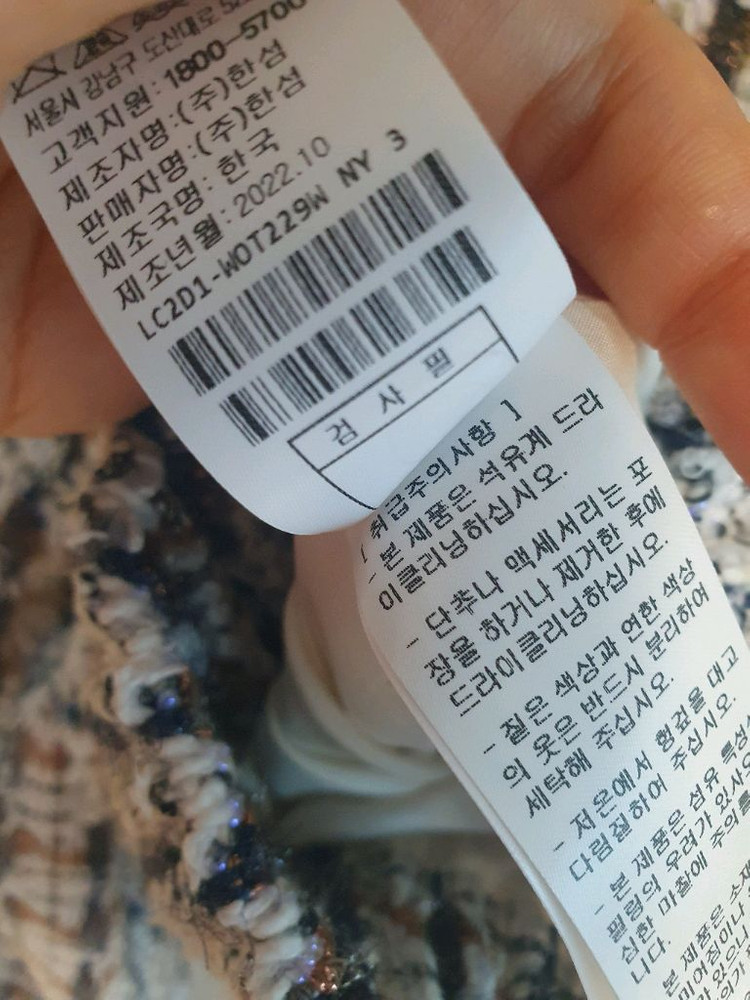 서울시 강남구 도산대로
고객지원:1800-5700
제조자명:(주)한섬
판매자명:(주)한섬
제조국명: 한국
제조년월:2022.10
LC2D1-WOT229W NY 3
검 사 필
[ 취급주의사항 ]
- 본 제품은 석유계 드라
이클리닝하십시오.
- 단추나 액세서리는 포
장을 하거나 제거한 후에
드라이클리닝하십시오.
- 짙은 색상과 연한 색상
의 옷은 반드시 분리하여
세탁해 주십시오.
- 저온에서 헝겊을 대고
다림질하여 주십시오.
- 본 제품은 섬유 특성
필링의 우려가 있사오
심한 마찰에 주의를
니다.
본 제품은 소재